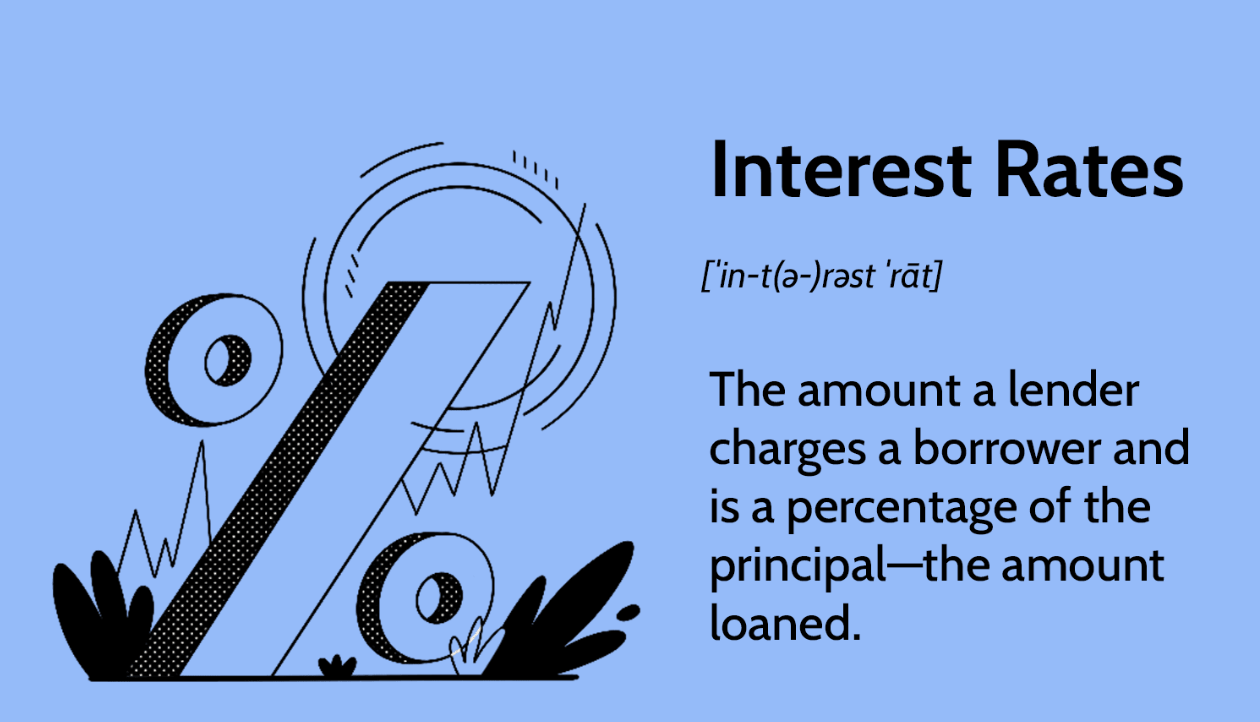 Interest Rates
[ˈin-t(ə-)rəst ˈrāt]
The amount a lender
charges a borrower and
is a percentage of the
principal—the amount
loaned.